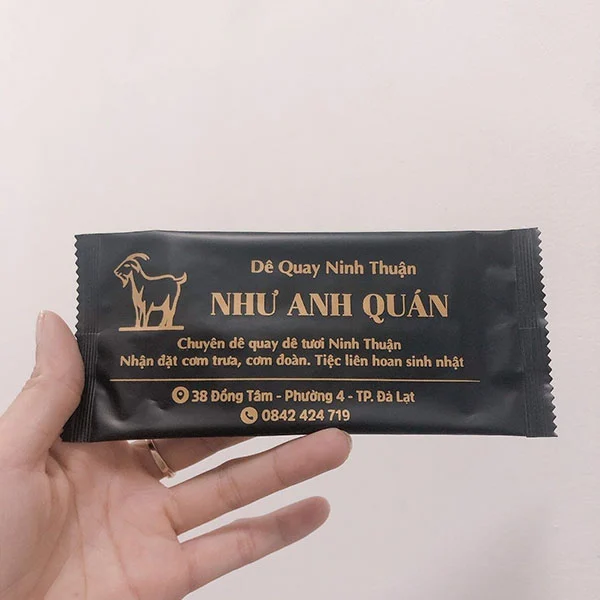 Dê Quay Ninh Thuận
NHƯ ANH QUÁN
Chuyên dê quay dê tươi Ninh Thuận
Nhận đặt cơm trưa, cơm đoàn. Tiệc liên hoan sinh nhật
38 Đồng Tâm - Phường 4 - TP. Đà Lạt
0842 424 719